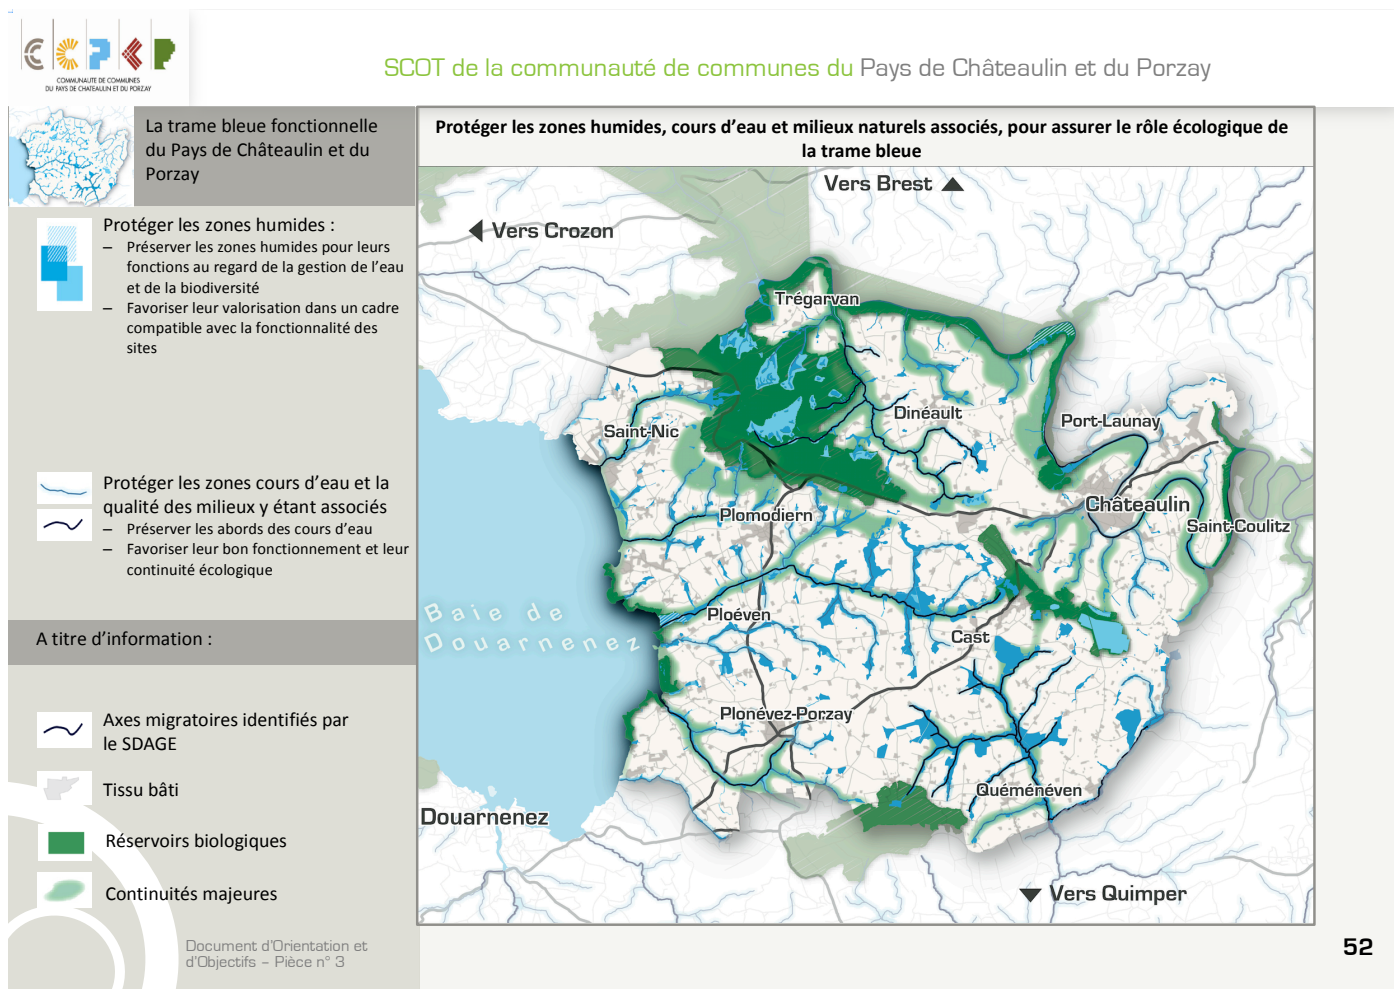 COMMUNAUTE DE COMMUNES
DU PAYS DE CHATEAULIN ET DU PORZAY
SCOT de la communauté de communes du Pays de Châteaulin et du Porzay
La trame bleue fonctionnelle
du Pays de Châteaulin et du
Porzay
Protéger les zones humides :
– Préserver les zones humides pour leurs
fonctions au regard de la gestion de l'eau
et de la biodiversité
– Favoriser leur valorisation dans un cadre
compatible avec la fonctionnalité des
sites
Protéger les zones cours d'eau et la
qualité des milieux y étant associés
– Préserver les abords des cours d'eau
– Favoriser leur bon fonctionnement et leur
continuité écologique
A titre d'information :
Axes migratoires identifiés par
le SDAGE
Tissu bâti
Réservoirs biologiques
Continuités majeures
Document d'Orientation et
d'Objectifs – Pièce n° 3
Protéger les zones humides, cours d'eau et milieux naturels associés, pour assurer le rôle écologique de
la trame bleue
Vers Brest
Vers Crozon
Trégarvan
Dinéault
Port-Launay
Saint-Nic
Châteaulin
Plomodiern
Saint-Coulitz
Baie de
Douarnenez
Ploéven
Cast
Plonévez-Porzay
Quéménéven
Douarnenez
Vers Quimper
52